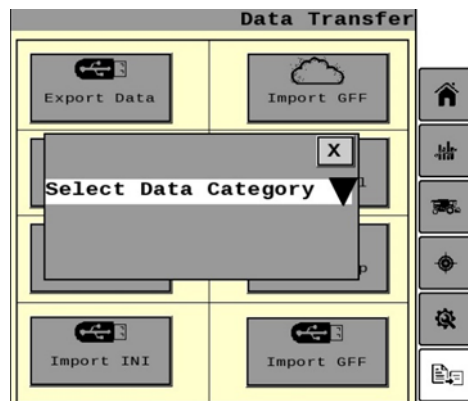 Data Transfer
Export Data
Import GFF
X
Select Data Category
Import INI
Import GFF